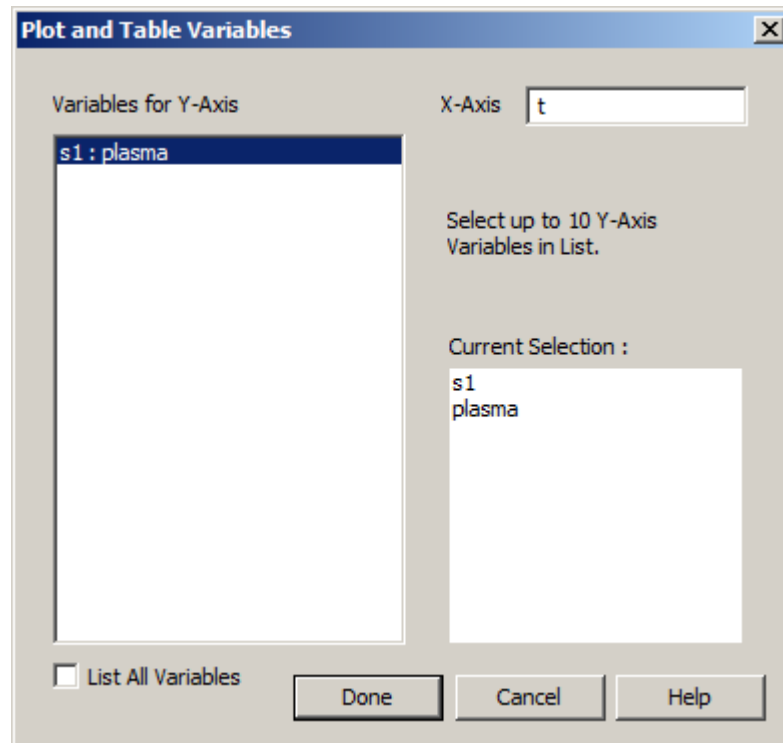 Plot and Table Variables
Variables for Y-Axis
X-Axis
t
s1 : plasma
Select up to 10 Y-Axis
Variables in List.
Current Selection :
s1
plasma
List All Variables
Done
Cancel
Help